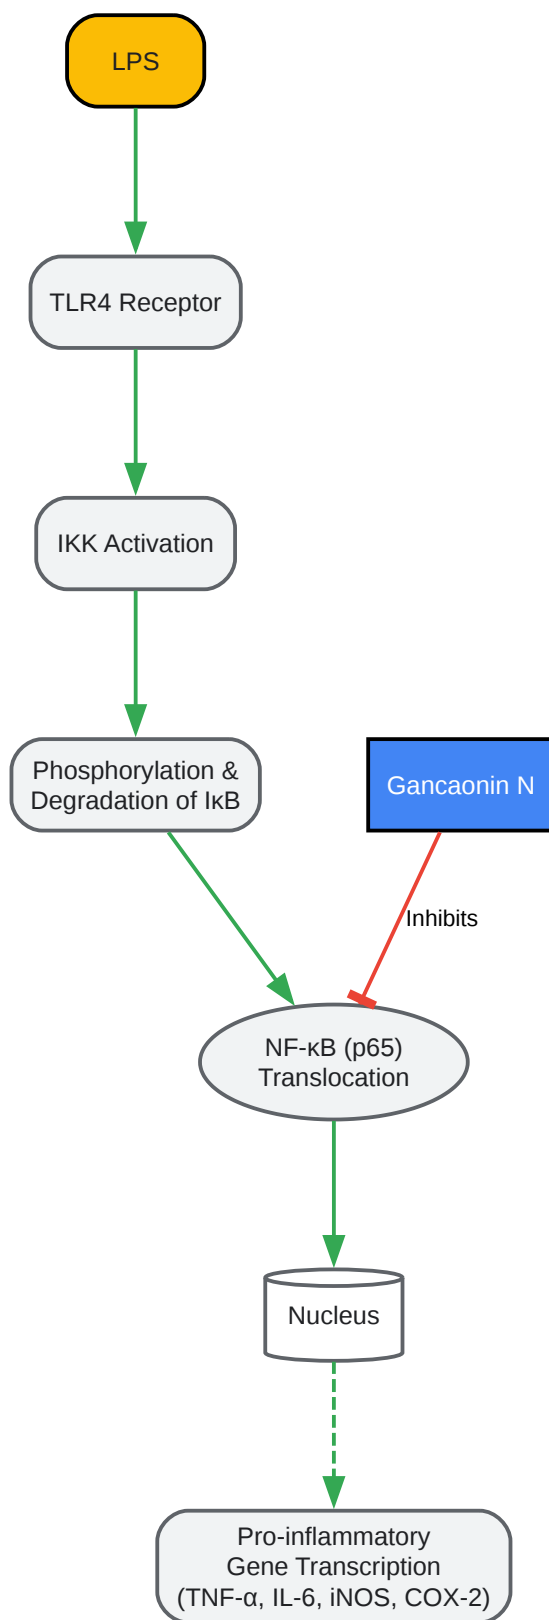 LPS
TLR4 Receptor
IKK Activation
Phosphorylation &
Degradation of IκB
Gancaonin N
Inhibits
NF-κB (p65)
Translocation
Nucleus
Pro-inflammatory
Gene Transcription
(TNF-α, IL-6, iNOS, COX-2)